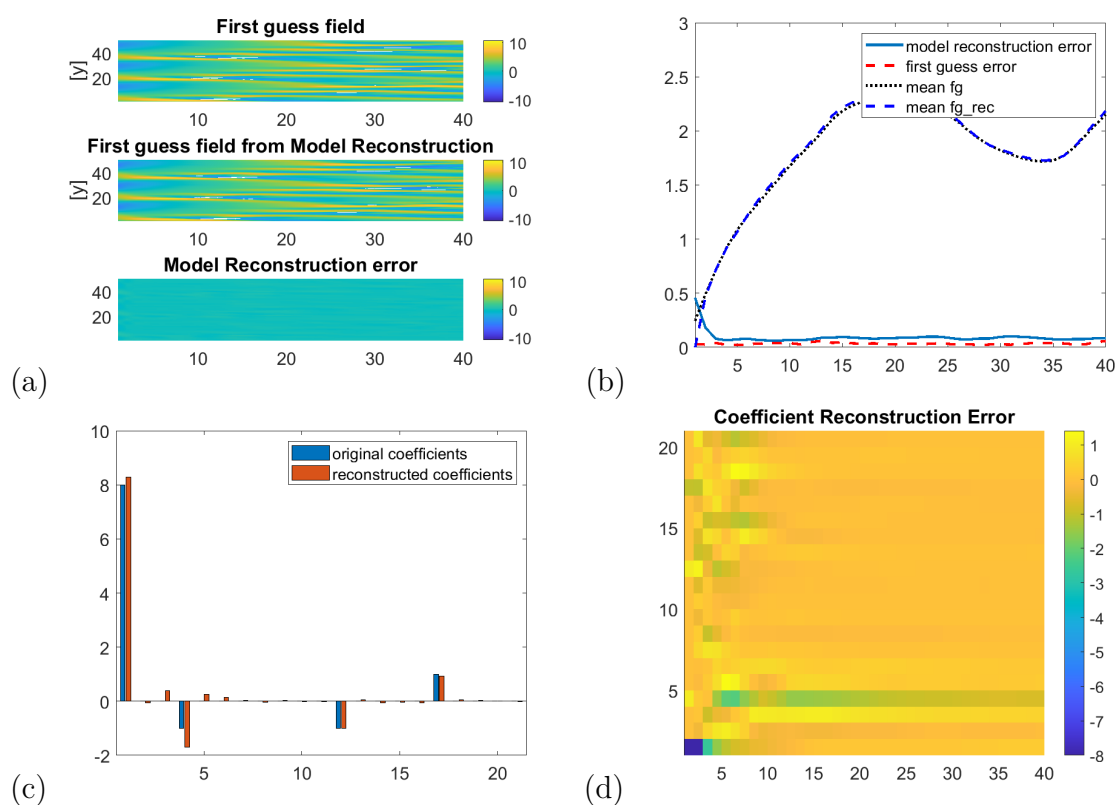 First guess field
[y]
40
20
10 20 30 40
10
0
-10
First guess field from Model Reconstruction
[y]
40
20
10 20 30 40
10
0
-10
Model Reconstruction error
40
20
10 20 30 40
10
0
-10
(a)
3
2.5
2
1.5
1
0.5
0
5 10 15 20 25 30 35 40
model reconstruction error
first guess error
mean fg
mean fg_rec
(b)
10
8
6
4
2
0
-2
5 10 15 20
original coefficients
reconstructed coefficients
(c)
Coefficient Reconstruction Error
20
15
10
5
5 10 15 20 25 30 35 40
1
0
-1
-2
-3
-4
-5
-6
-7
-8
(d)